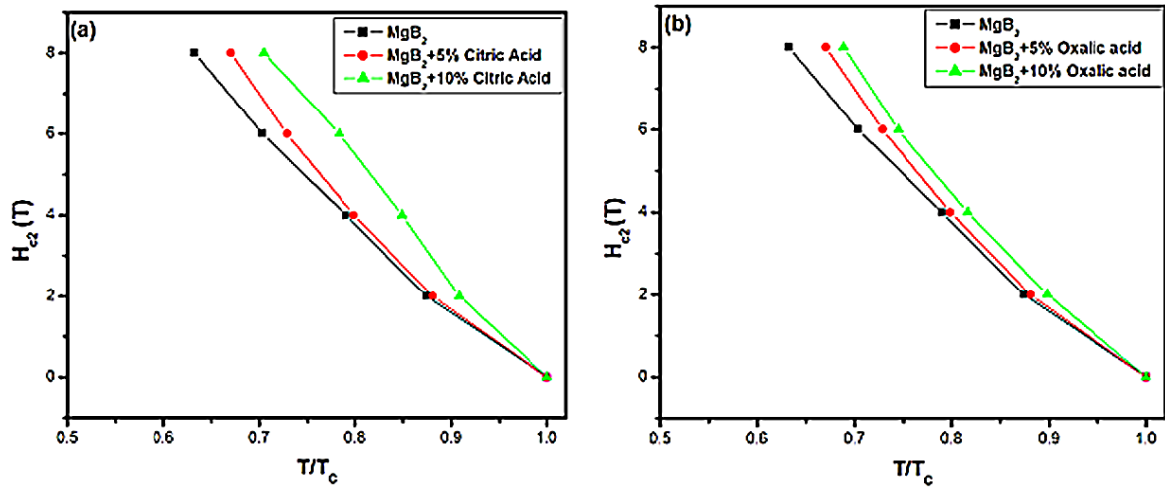 (a)
MgB2
MgB2+5% Citric Acid
MgB2+10% Citric Acid
8
6
4
2
0
Hc2 (T)
0.5 0.6 0.7 0.8 0.9 1.0
T/TC
(b)
MgB2
MgB2+5% Oxalic acid
MgB2+10% Oxalic acid
8
6
4
2
0
Hc2 (T)
0.5 0.6 0.7 0.8 0.9 1.0
T/TC